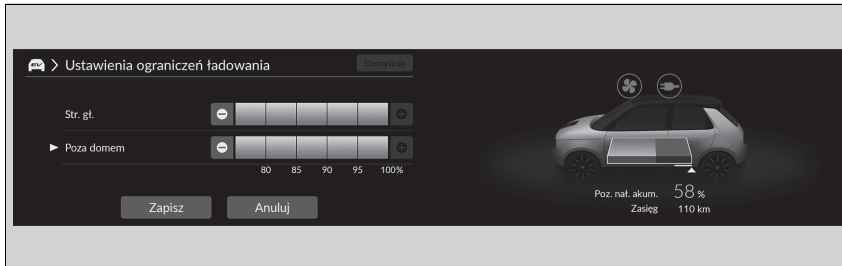 Ustawienia ograniczeń ładowania
Domyślnie
Str. gł.
Poza domem
80 85 90 95 100%
Zapisz Anuluj
Poz. nał. akum. 58 %
Zasięg 110 km